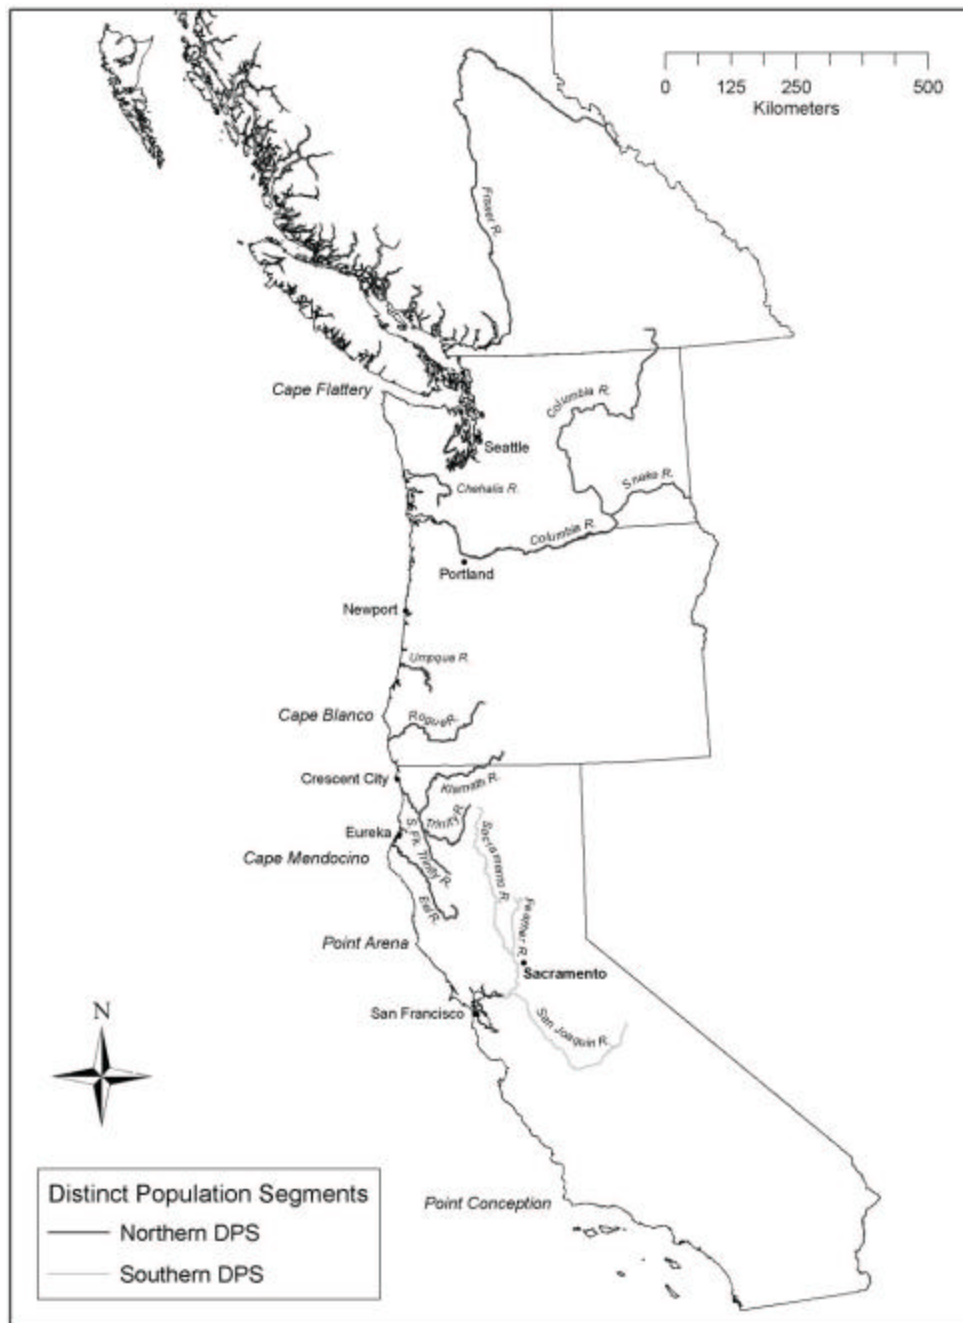 0 125 250 500
Kilometers
Fraser R.
Cape Flattery
Columbia R.
Seattle
Snake R.
Chehalis R.
Columbia R.
Portland
Newport
Umpqua R.
Cape Blanco
Rogue R.
Crescent City
Klamath R.
Trinity R.
Eureka
S. Fk. Trinity R.
Sacramento R.
Cape Mendocino
Eel R.
Feather R.
Point Arena
Sacramento
San Francisco
San Joaquin R.
N
Point Conception
Distinct Population Segments
Northern DPS
Southern DPS